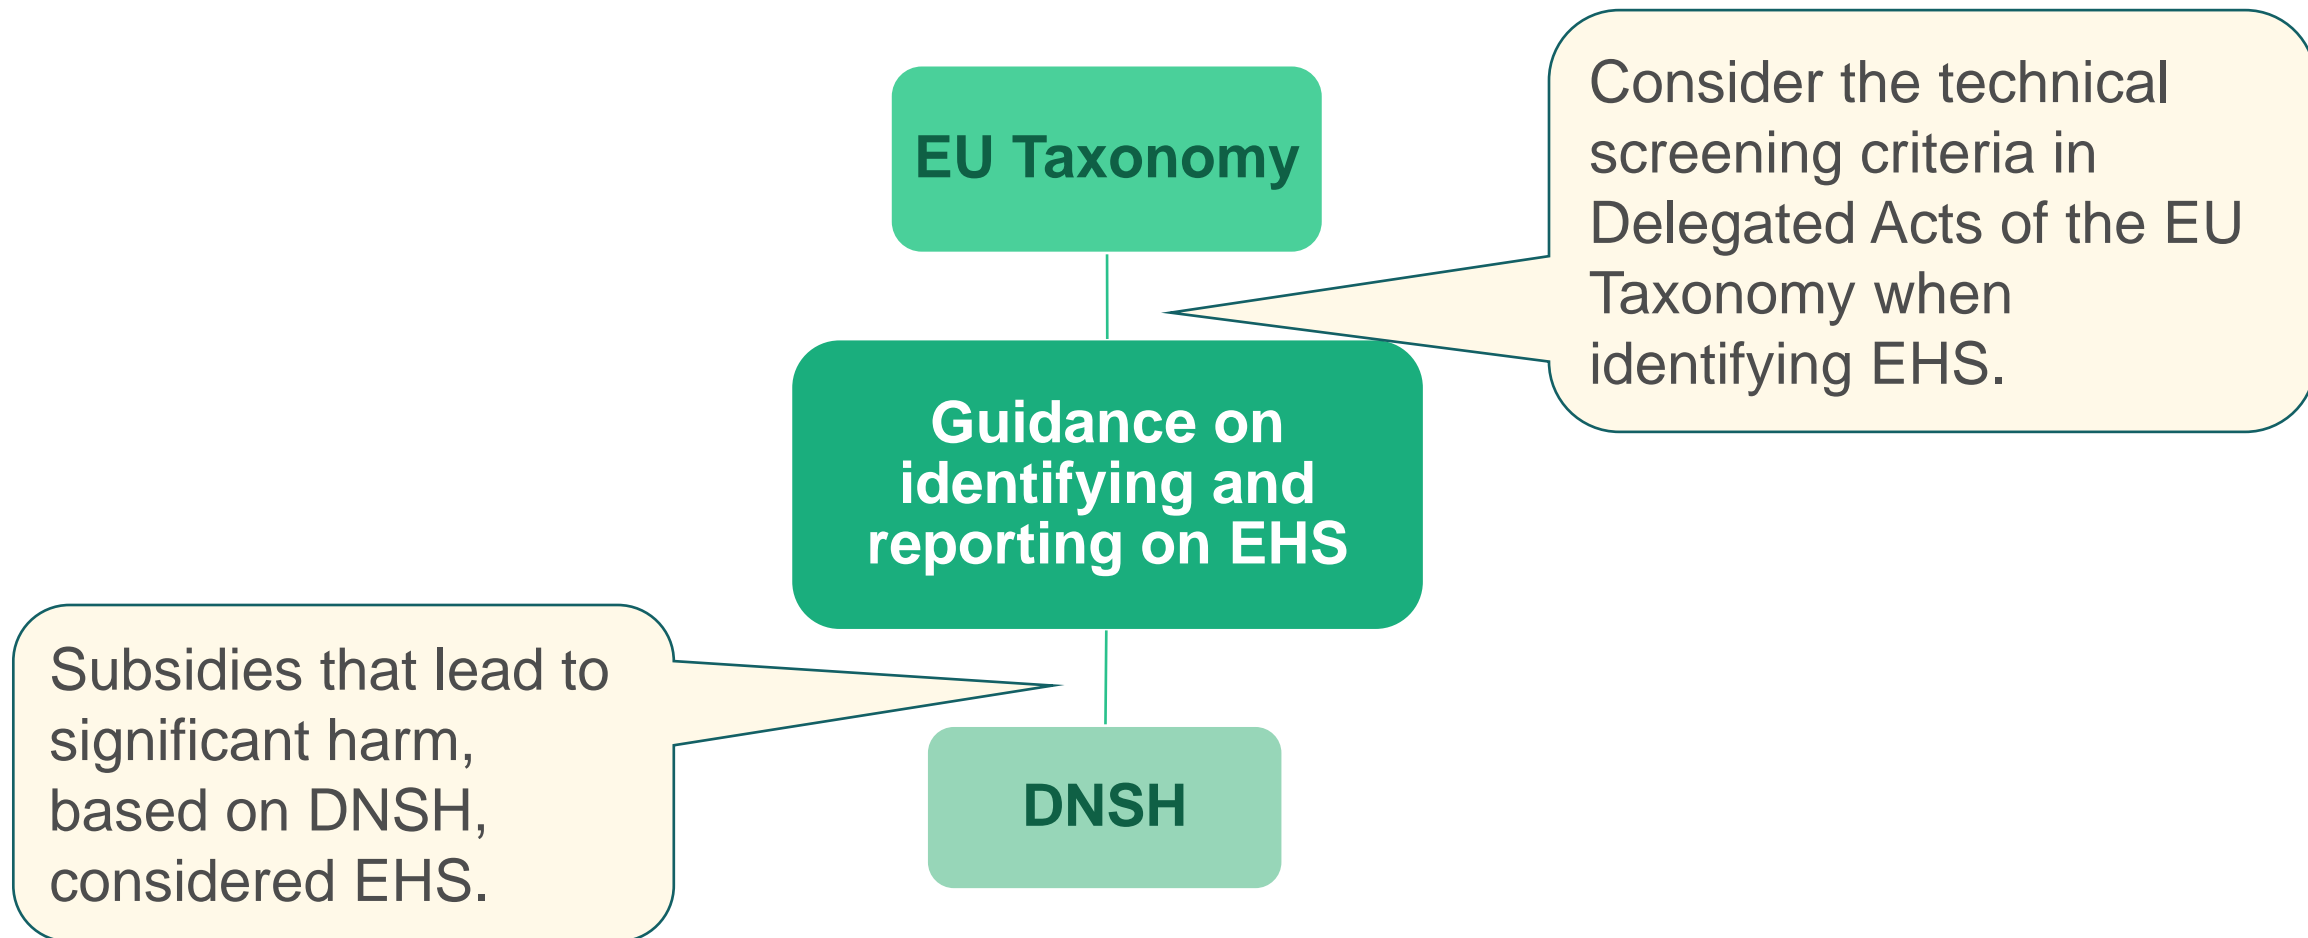 EU Taxonomy
Consider the technical
screening criteria in
Delegated Acts of the EU
Taxonomy when
identifying EHS.
Guidance on
identifying and
reporting on EHS
Subsidies that lead to
significant harm,
based on DNSH,
considered EHS.
DNSH